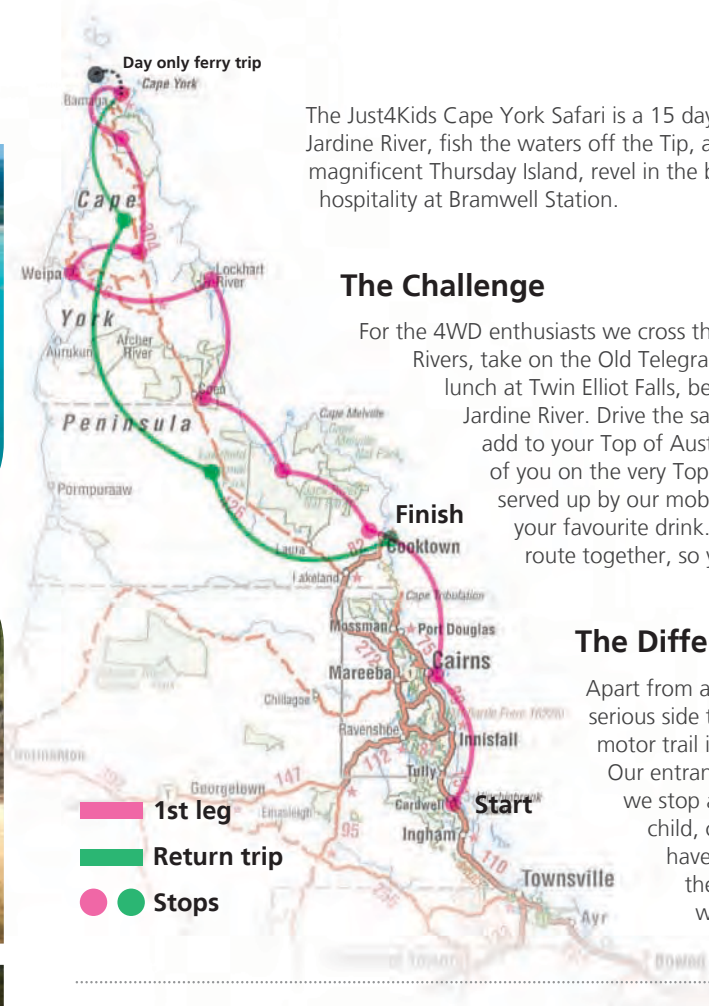 Day only ferry trip
Cape York
Bamaga
The Just4Kids Cape York Safari is a 15 day
Jardine River, fish the waters off the Tip, a
magnificent Thursday Island, revel in the b
hospitality at Bramwell Station.
Cape
Weipa
Lockhart
River
The Challenge
York
Archer
River
Aurukun
For the 4WD enthusiasts we cross th
Rivers, take on the Old Telegra
lunch at Twin Elliot Falls, be
Jardine River. Drive the sa
add to your Top of Aust
of you on the very Top
served up by our mob
your favourite drink.
route together, so y
Coen
Cape Melville
Peninsula
Pormpuraaw
Finish
Laura
82
Cooktown
Lakeland
Cape Tribulation
Mossman
Port Douglas
The Diffe
Cairns
Mareeba
Chillagoe
Apart from a
serious side t
motor trail i
Our entran
we stop a
child, c
have
the
w
Ravenshoe
Innisfail
112
Tully
Georgetown
147
Einasleigh
Cardwell
Start
1st leg
95
Ingham
110
Return trip
Townsville
Stops
Ayr
Bowen